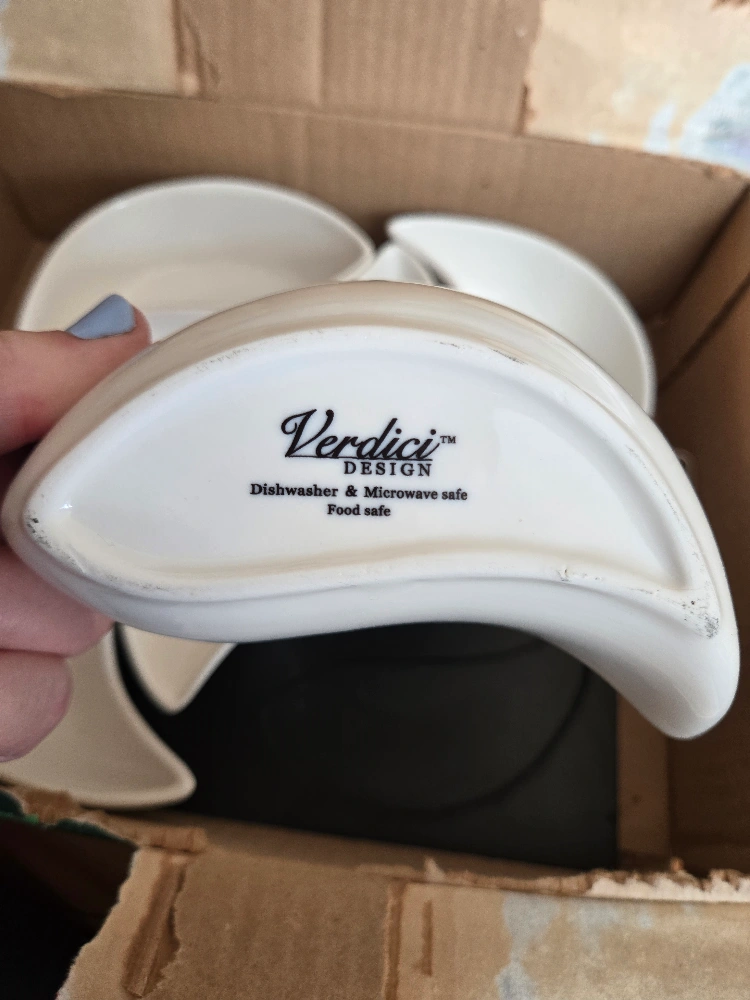 Verdici™
DESIGN
Dishwasher & Microwave safe
Food safe